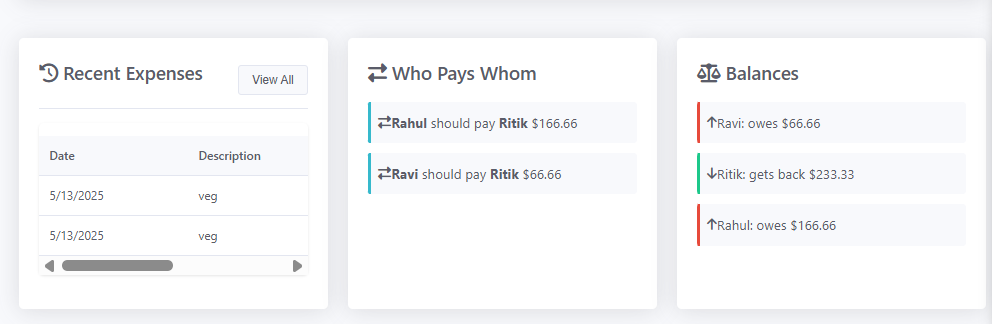 Recent Expenses
View All
Date Description
5/13/2025 veg
5/13/2025 veg
Who Pays Whom
Rahul should pay Ritik $166.66
Ravi should pay Ritik $66.66
Balances
Ravi: owes $66.66
Ritik: gets back $233.33
Rahul: owes $166.66